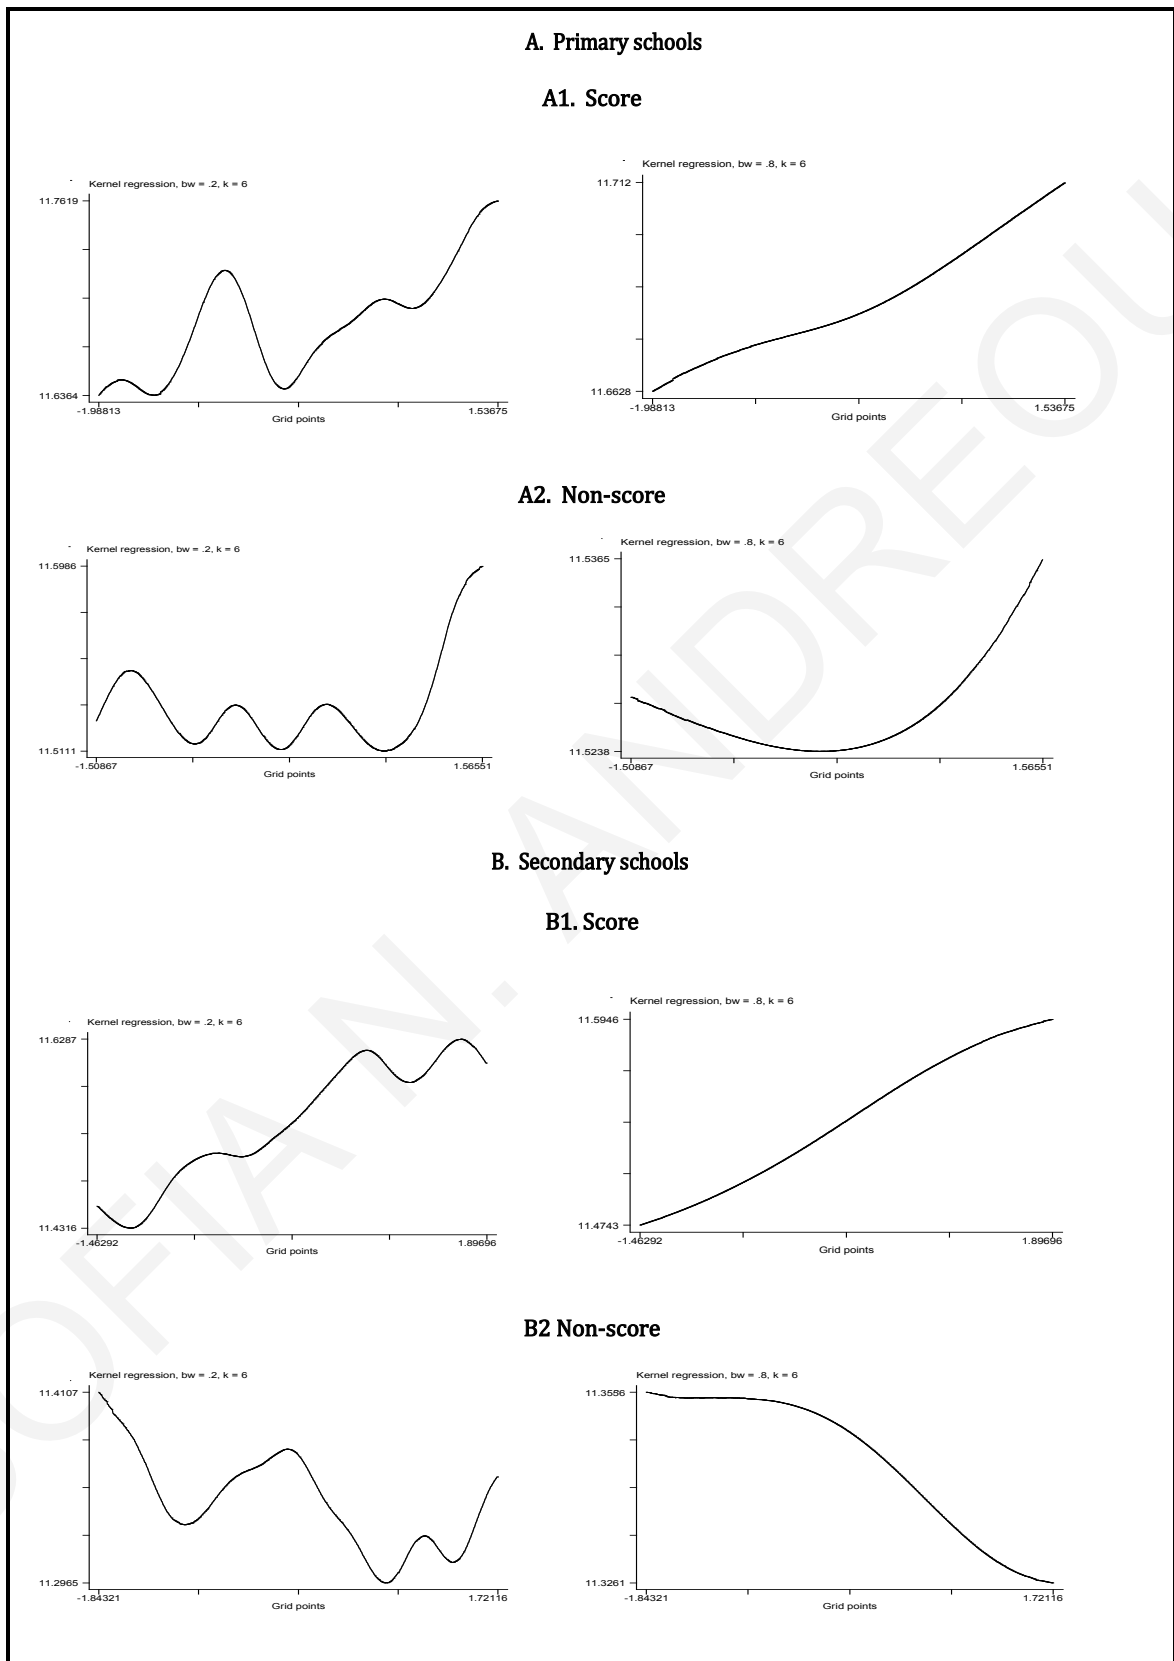 A. Primary schools
A1. Score
Kernel regression, bw = .2, k = 6
11.7619
11.6364
-1.98813
1.53675
Grid points
Kernel regression, bw = .8, k = 6
11.712
11.6628
-1.98813
1.53675
Grid points
A2. Non-score
Kernel regression, bw = .2, k = 6
11.5986
11.5111
-1.50867
1.56551
Grid points
Kernel regression, bw = .8, k = 6
11.5365
11.5238
-1.50867
1.56551
Grid points
B. Secondary schools
B1. Score
Kernel regression, bw = .2, k = 6
11.6287
11.4316
-1.46292
1.89696
Grid points
Kernel regression, bw = .8, k = 6
11.5946
11.4743
-1.46292
1.89696
Grid points
B2 Non-score
Kernel regression, bw = .2, k = 6
11.4107
11.2965
-1.84321
1.72116
Grid points
Kernel regression, bw = .8, k = 6
11.3586
11.3261
-1.84321
1.72116
Grid points
SOFIA N. ANDREOU